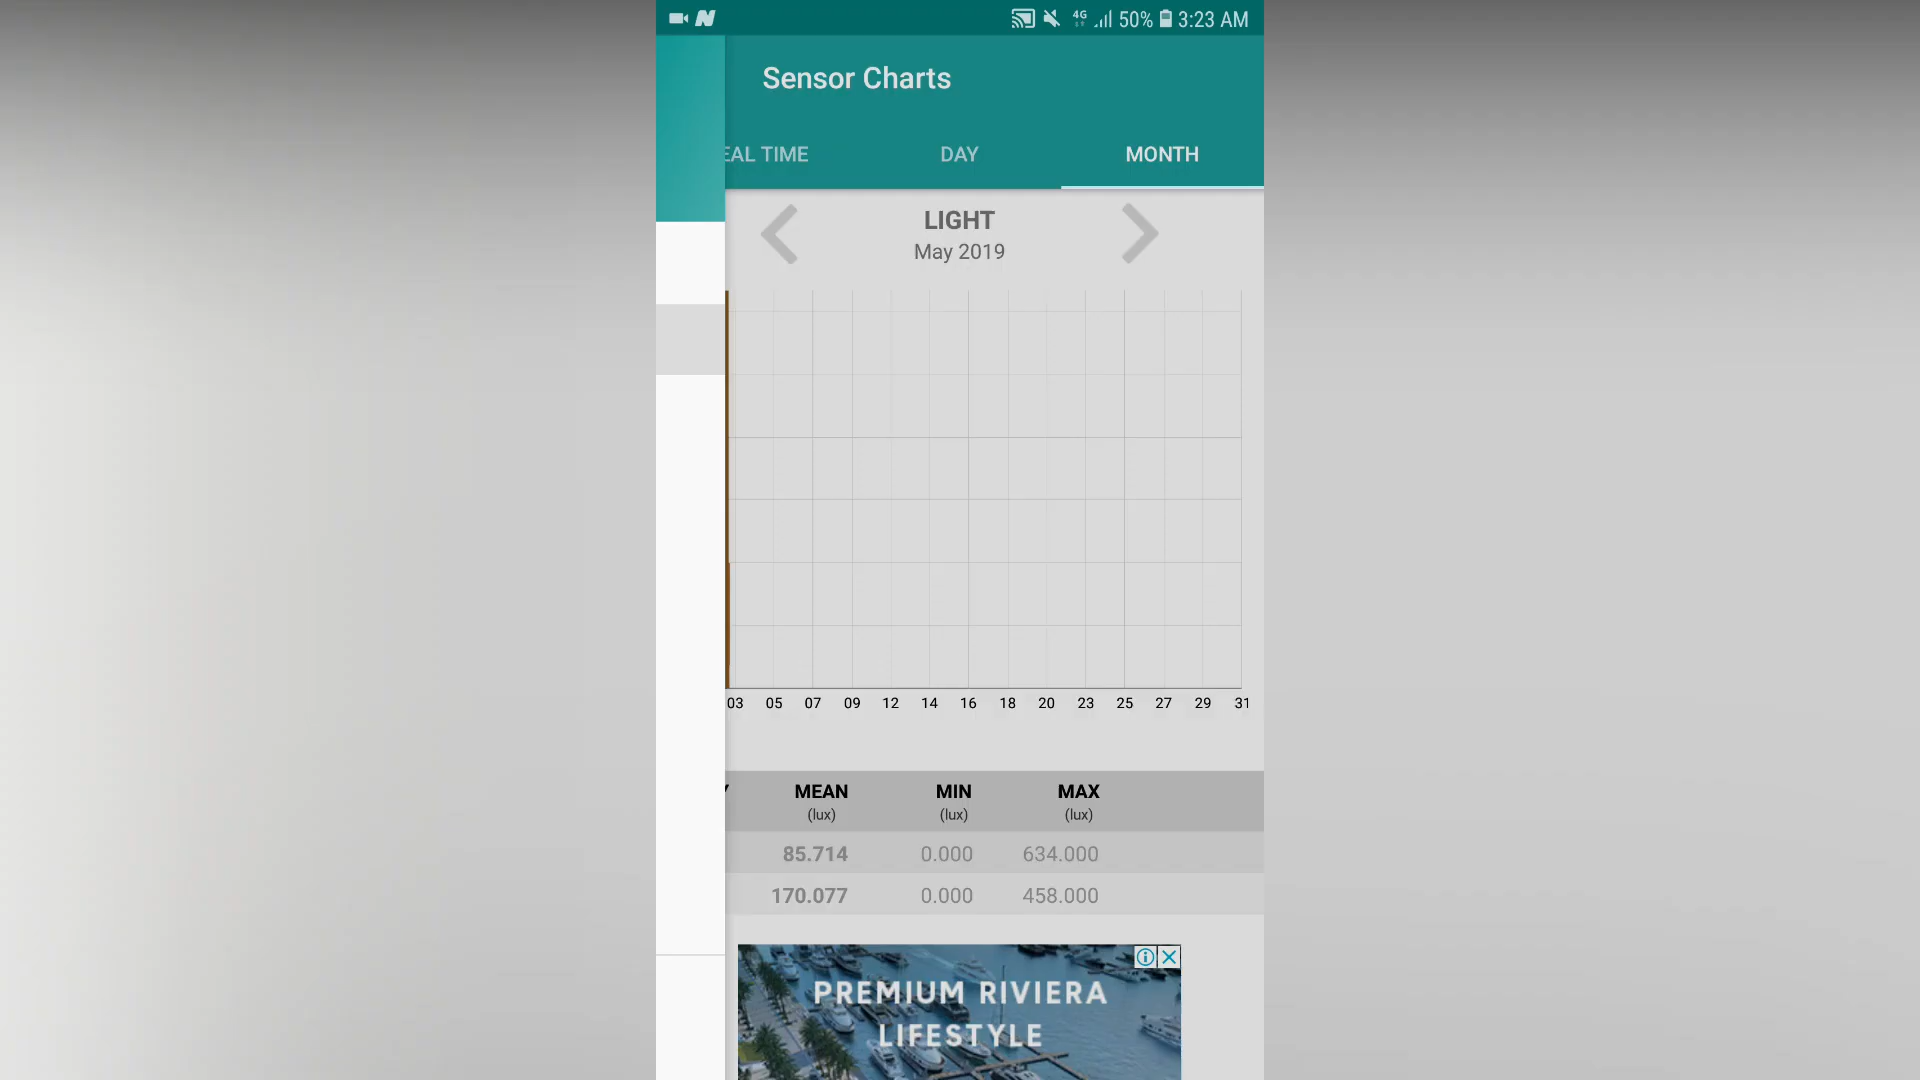 4G 50% 3:23 AM
Sensor Charts
EAL TIME DAY MONTH
LIGHT
May 2019
03 05 07 09 12 14 16 18 20 23 25 27 29 31
MEAN MIN MAX
(lux) (lux) (lux)
85.714 0.000 634.000
170.077 0.000 458.000
PREMIUM RIVIERA
LIFESTYLE